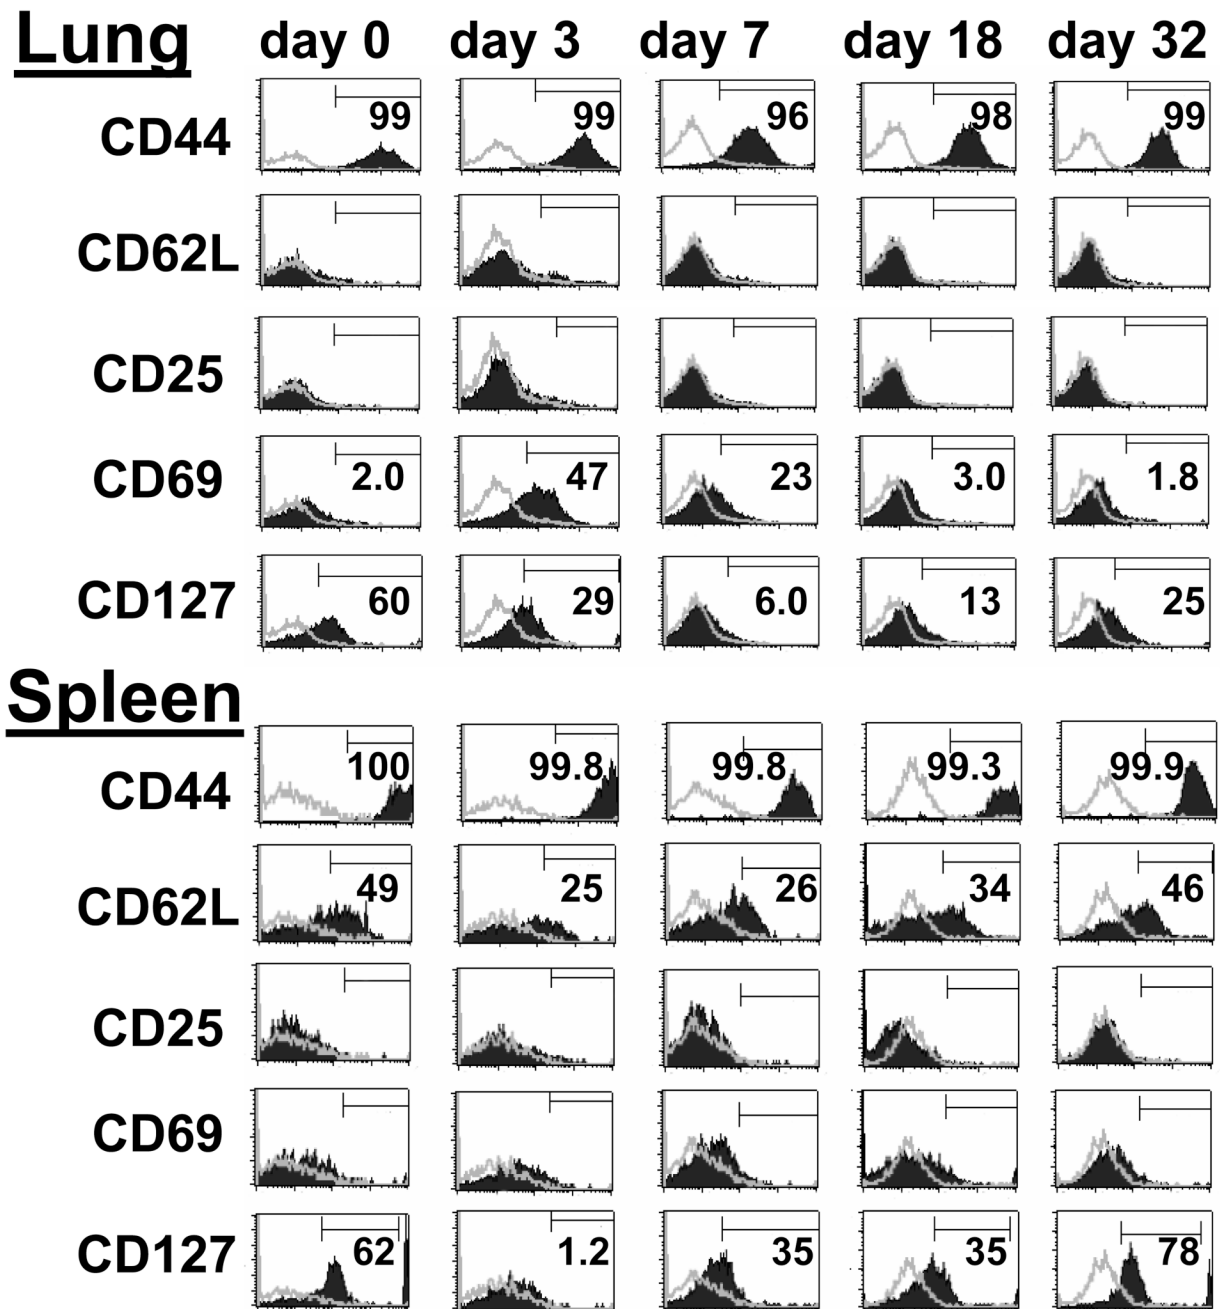 Lung day 0 day 3 day 7 day 18 day 32
CD44 99 99 96 98 99
CD62L
CD25
CD69 2.0 47 23 3.0 1.8
CD127 60 29 6.0 13 25
Spleen
CD44 100 99.8 99.8 99.3 99.9
CD62L 49 25 26 34 46
CD25
CD69
CD127 62 1.2 35 35 78